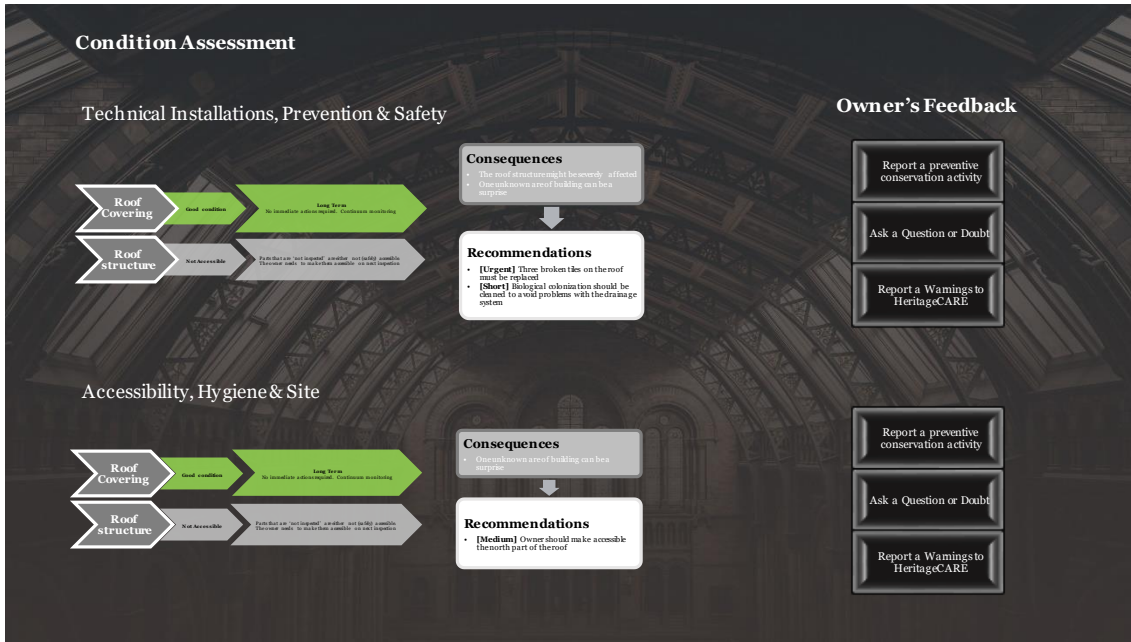 Condition Assessment
Technical Installations, Prevention & Safety
Owner's Feedback
Roof
Covering
Good condition
Long Term
No immediate actions required. Continuum monitoring
Roof
structure
Not Accessible
Parts that are 'not inspected' are either not (safely) accessible.
The owner needs to make them accessible on next inspection
Consequences
• The roof structure might be severely affected
• One unknown are of building can be a
surprise
Recommendations
• [Urgent] Three broken tiles on the roof
must be replaced
• [Short] Biological colonization should be
cleaned to avoid problems with the drainage
system
Report a preventive
conservation activity
Ask a Question or Doubt
Report a Warnings to
HeritageCARE
Accessibility, Hygiene & Site
Roof
Covering
Good condition
Long Term
No immediate actions required. Continuum monitoring
Roof
structure
Not Accessible
Parts that are 'not inspected' are either not (safely) accessible.
The owner needs to make them accessible on next inspection
Consequences
• One unknown are of building can be a
surprise
Recommendations
• [Medium] Owner should make accessible
the north part of the roof
Report a preventive
conservation activity
Ask a Question or Doubt
Report a Warnings to
HeritageCARE